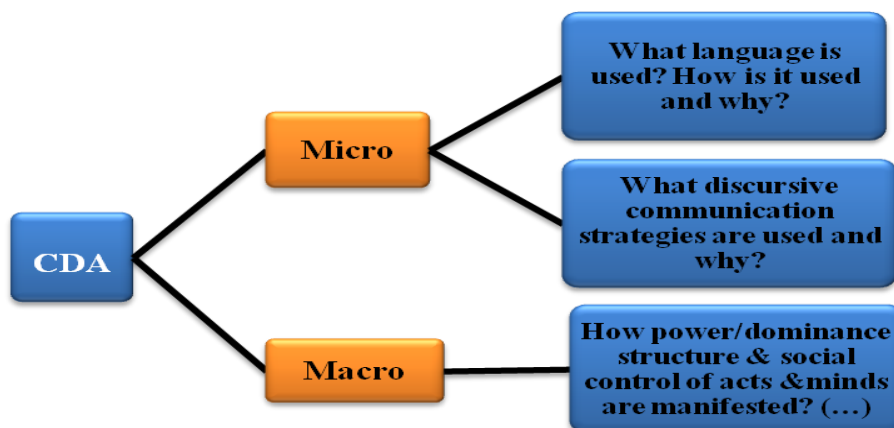 What language is
used? How is it used
and why?
Micro
What discursive
communication
strategies are used and
why?
CDA
How power/dominance
structure & social
control of acts &minds
are manifested? (…)
Macro